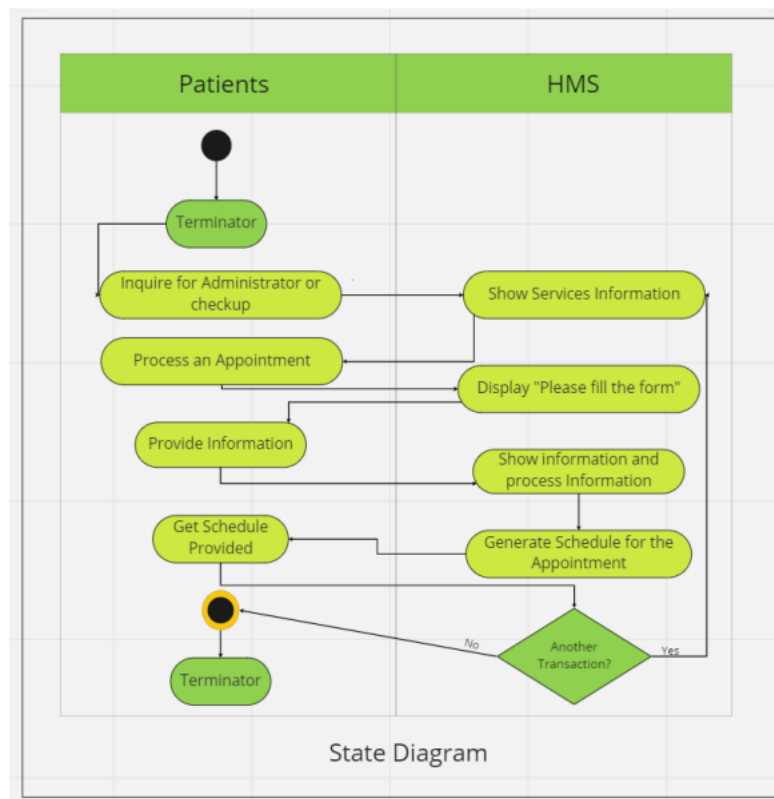 Patients
HMS
Terminator
Inquire for Administrator or
checkup
Show Services Information
Process an Appointment
Display "Please fill the form"
Provide Information
Show information and
process Information
Get Schedule
Provided
Generate Schedule for the
Appointment
No
Another
Transaction?
Yes
Terminator
State Diagram